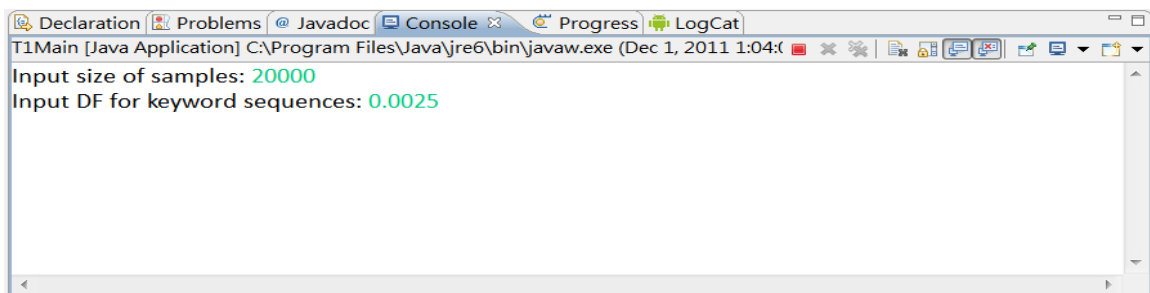 Declaration Problems @ Javadoc Console Progress LogCat
T1Main [Java Application] C:\Program Files\Java\jre6\bin\javaw.exe (Dec 1, 2011 1:04:(
Input size of samples: 20000
Input DF for keyword sequences: 0.0025